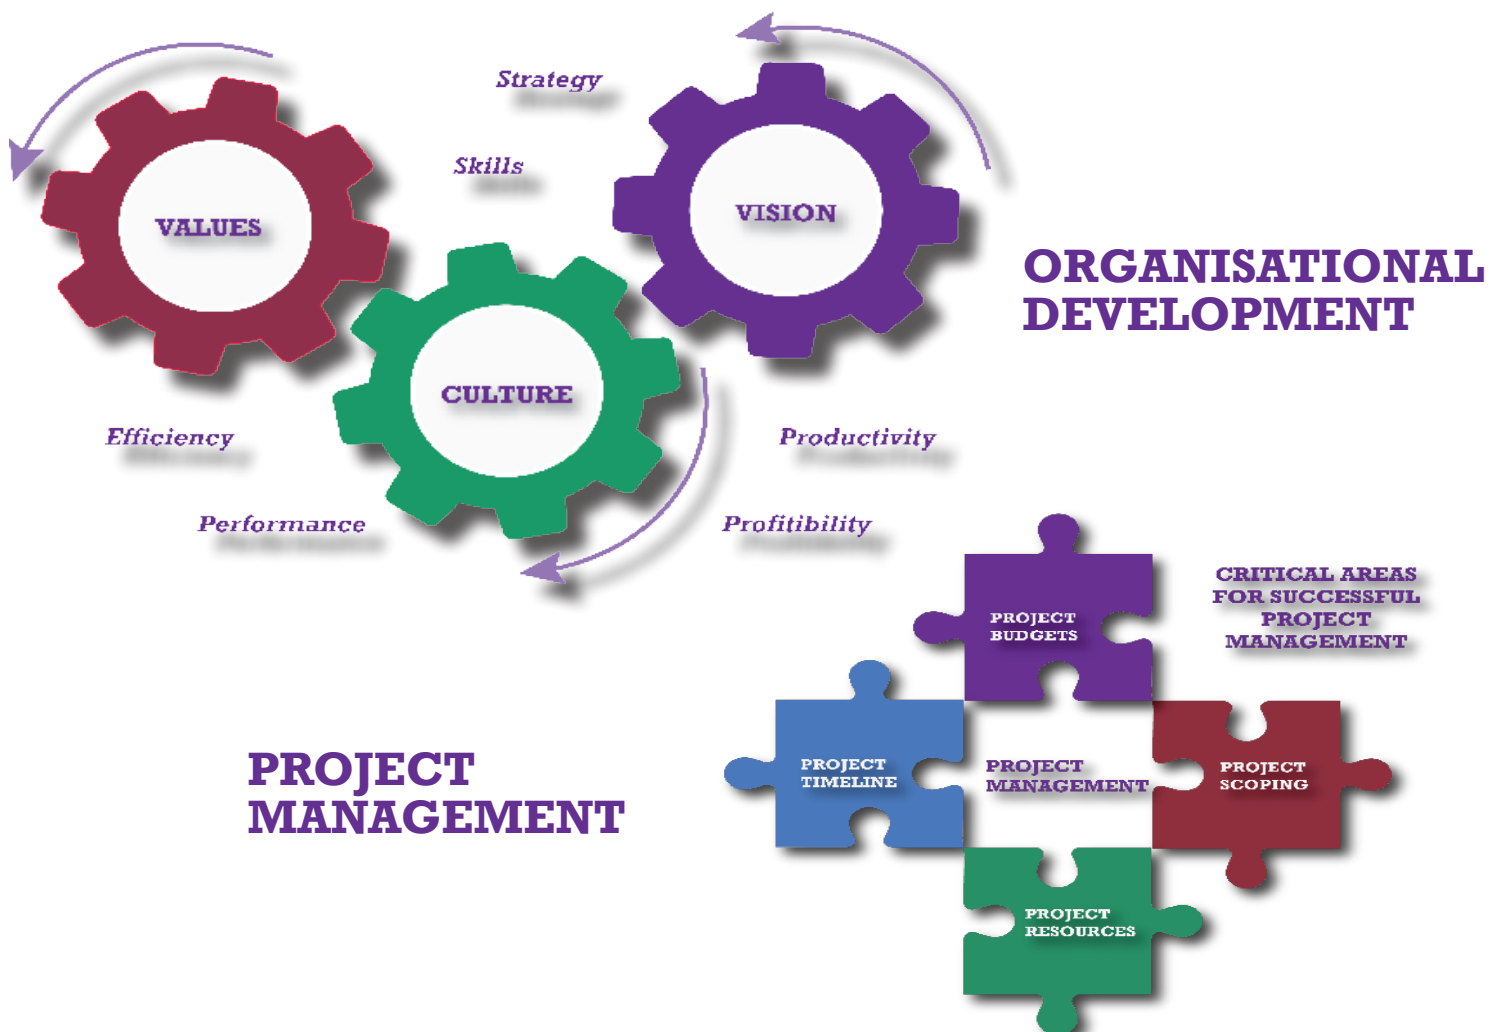 Strategy
Skills
VALUES
VISION
ORGANISATIONAL
DEVELOPMENT
CULTURE
Efficiency
Productivity
Performance
Profitibility
CRITICAL AREAS
FOR SUCCESSFUL
PROJECT
MANAGEMENT
PROJECT
BUDGETS
PROJECT
MANAGEMENT
PROJECT
TIMELINE
PROJECT
MANAGEMENT
PROJECT
SCOPING
PROJECT
RESOURCES